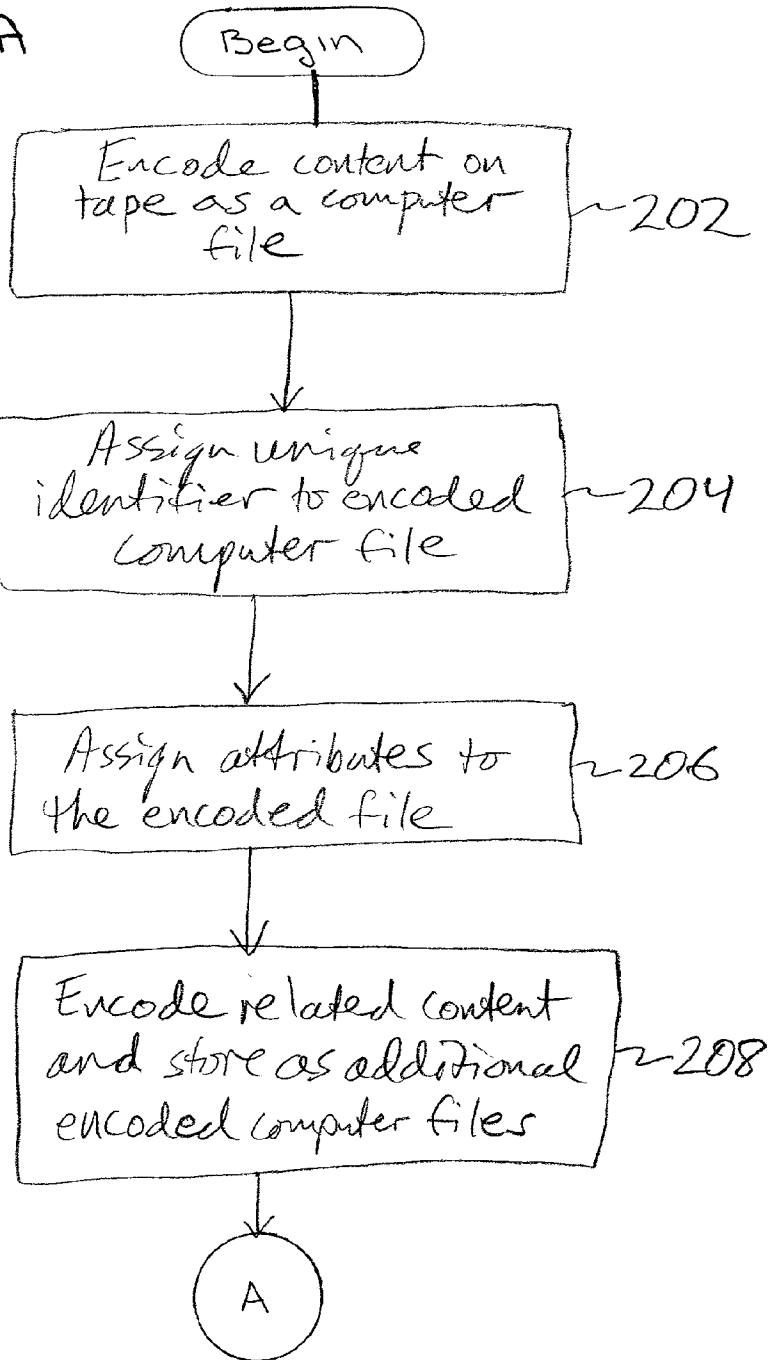 A
Begin
Encode content on
tape as a computer
file
202
Assign unique
identifier to encoded
computer file
204
Assign attributes to
the encoded file
206
Encode related content
and store as additional
encoded computer files
208
A